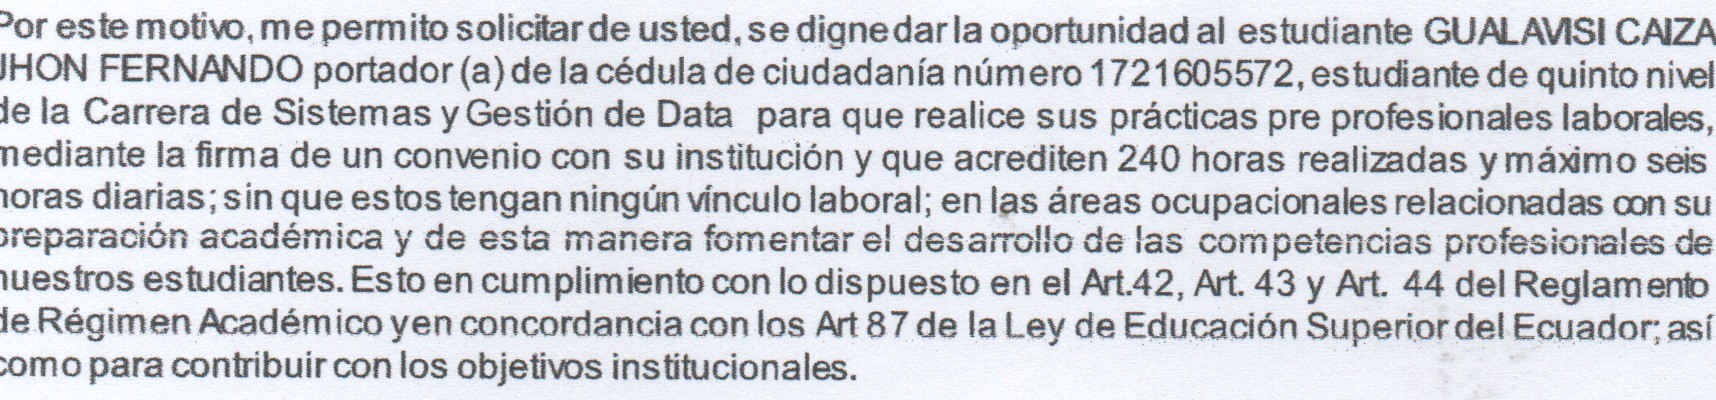 Por este motivo, me permito solicitar de usted, se digne dar la oportunidad al estudiante GUALAVISI CAIZA
JHON FERNANDO portador (a) de la cédula de ciudadanía número 1721605572, estudiante de quinto nivel
de la Carrera de Sistemas y Gestión de Data para que realice sus prácticas pre profesionales laborales,
mediante la firma de un convenio con su institución y que acrediten 240 horas realizadas y máximo seis
horas diarias; sin que estos tengan ningún vínculo laboral; en las áreas ocupacionales relacionadas con su
preparación académica y de esta manera fomentar el desarrollo de las competencias profesionales de
nuestros estudiantes. Esto en cumplimiento con lo dispuesto en el Art.42, Art. 43 y Art. 44 del Reglamento
de Régimen Académico y en concordancia con los Art 87 de la Ley de Educación Superior del Ecuador; así
como para contribuir con los objetivos institucionales.